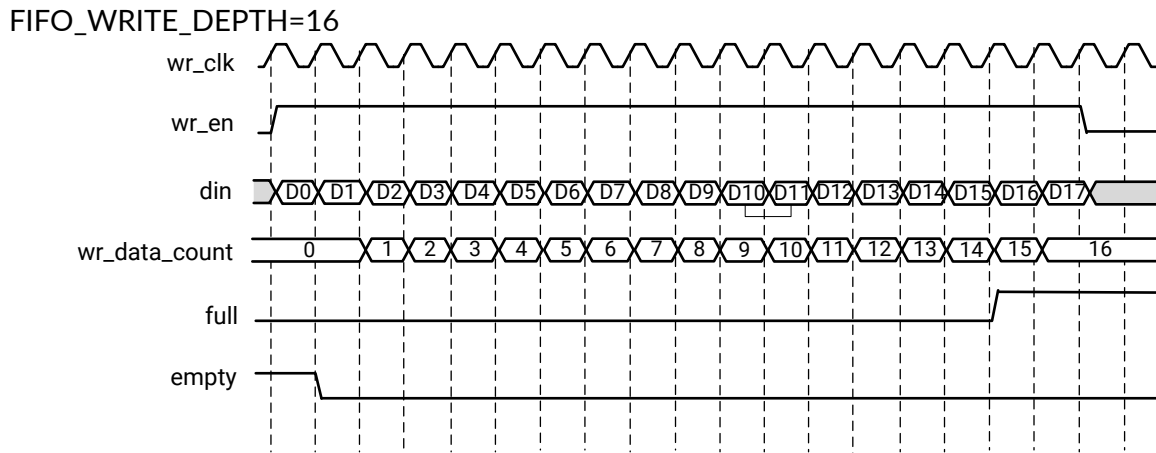 FIFO_WRITE_DEPTH=16
wr_clk
wr_en
din D0 D1 D2 D3 D4 D5 D6 D7 D8 D9 D10 D11 D12 D13 D14 D15 D16 D17
wr_data_count 0 1 2 3 4 5 6 7 8 9 10 11 12 13 14 15 16
full
empty